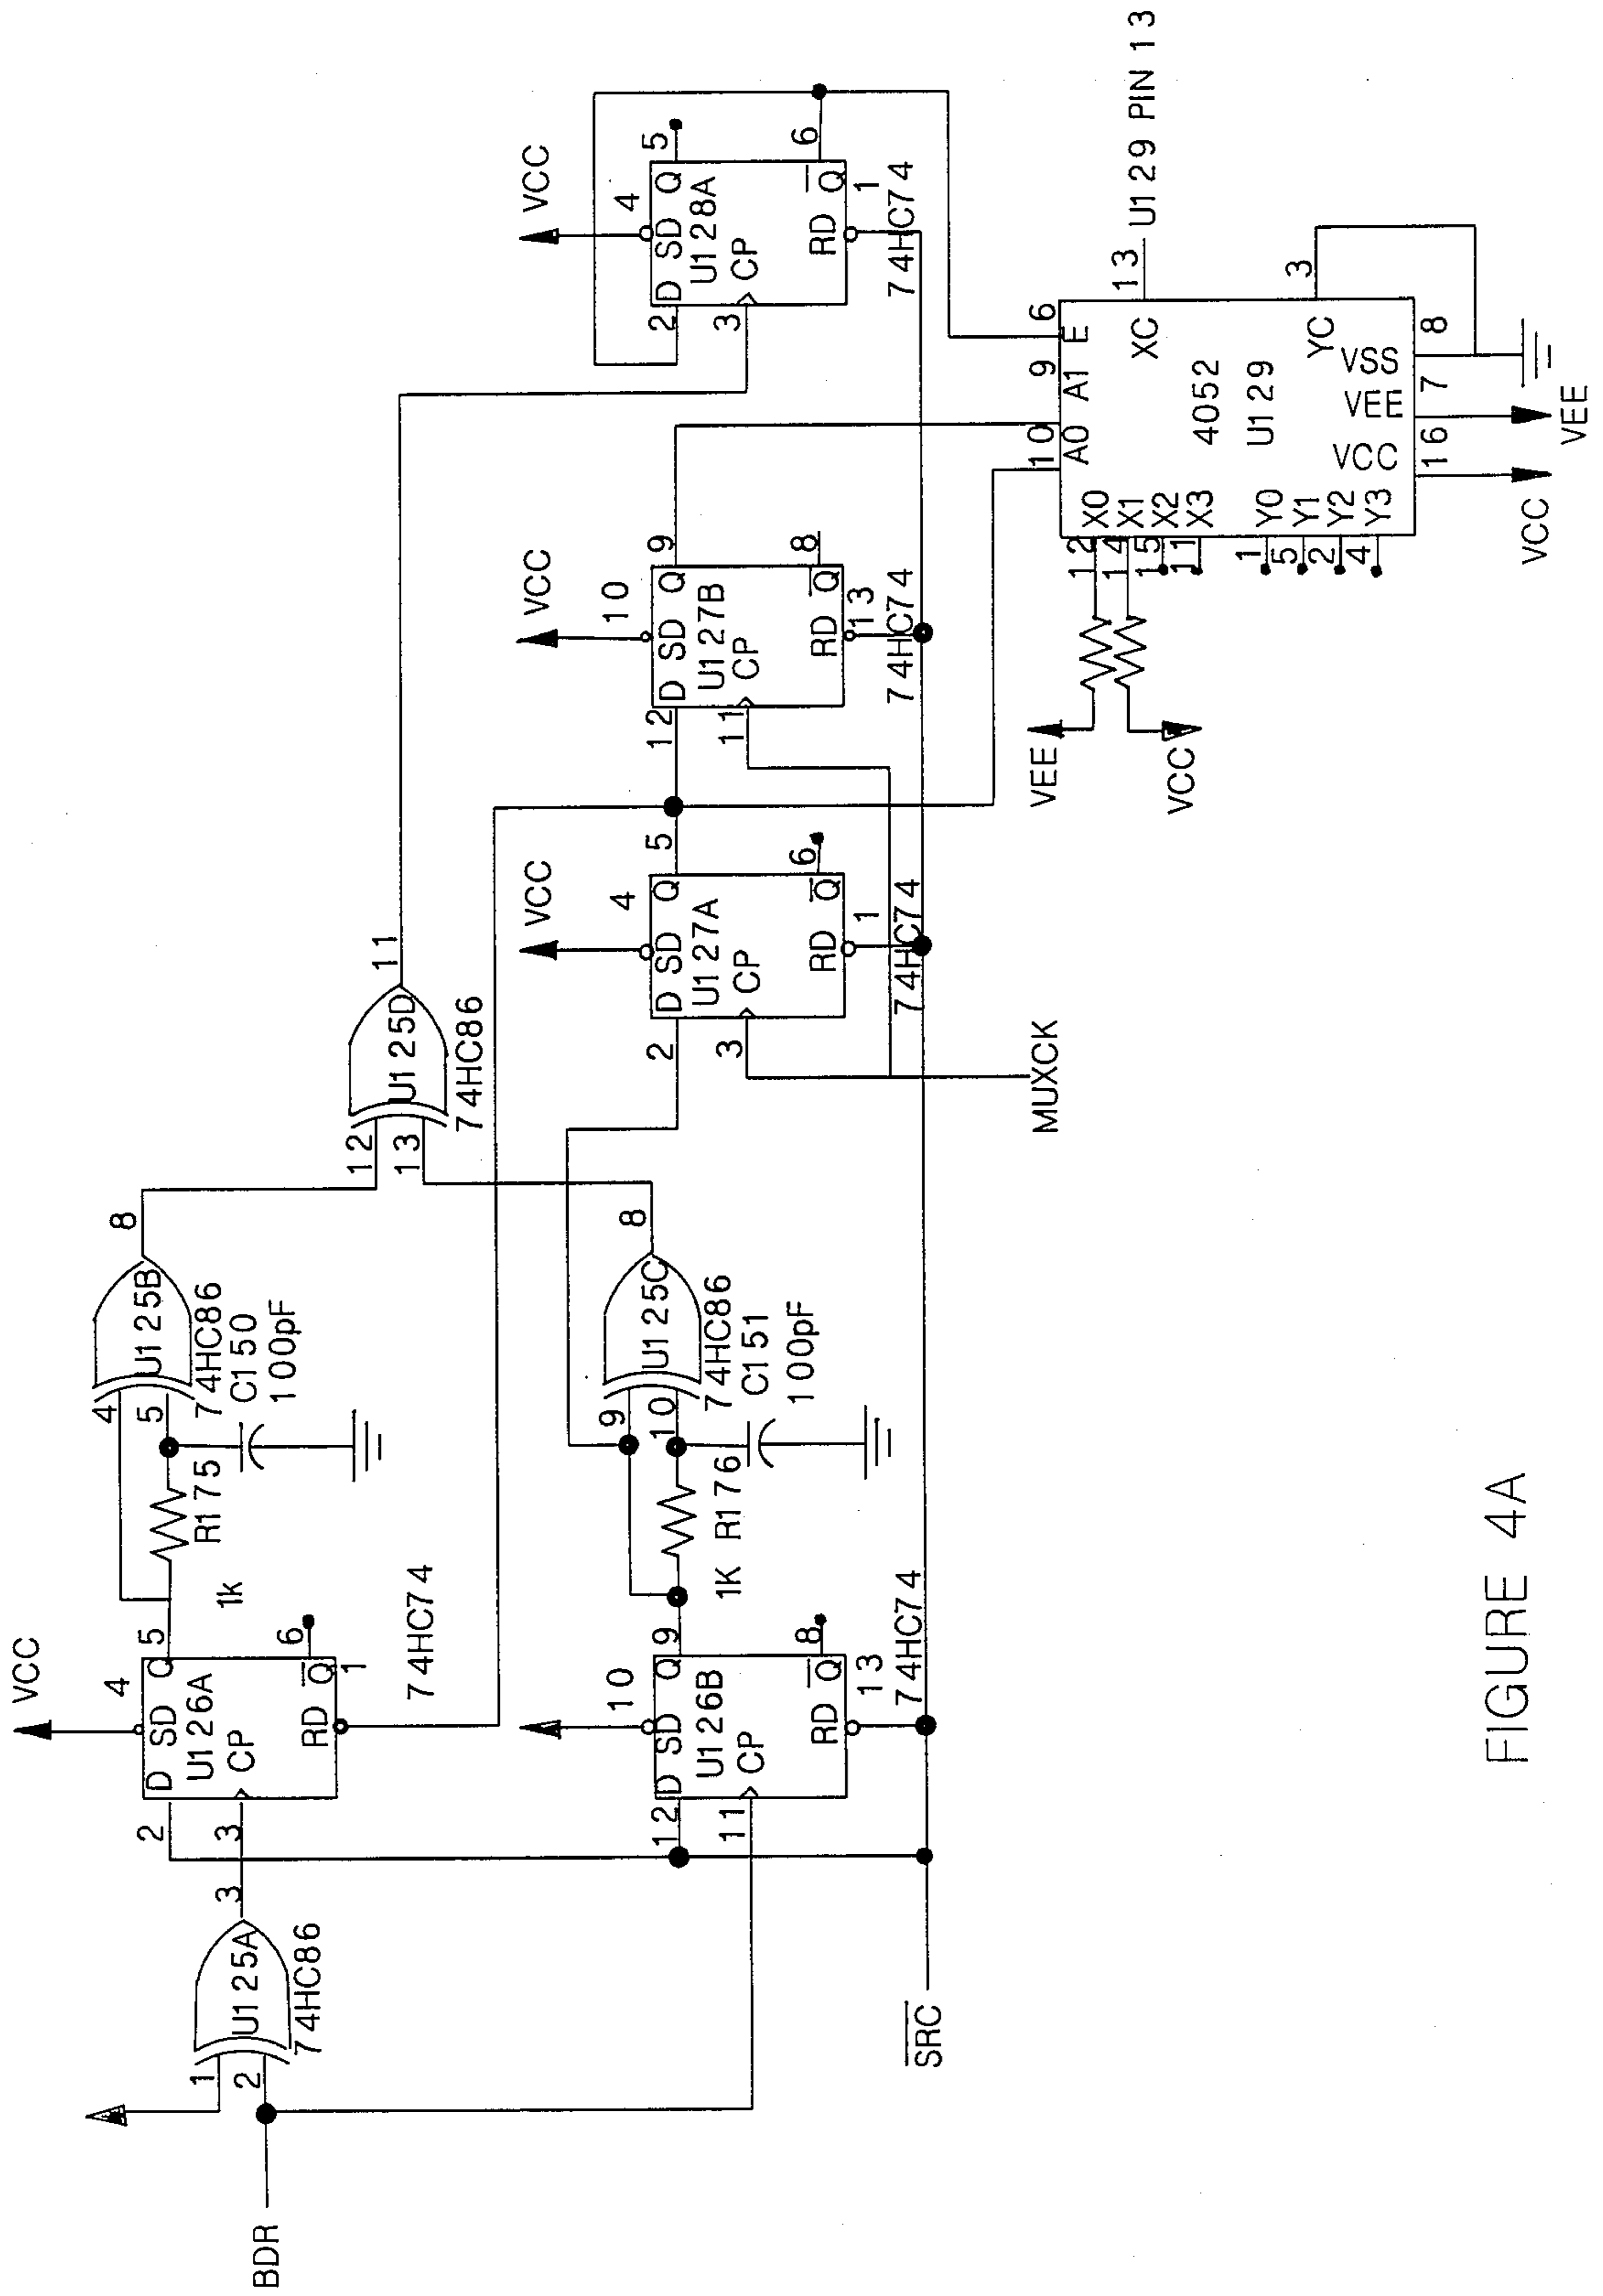 BDR
1
2
U125A
74HC86
3
VCC
4
2
D
SD
Q
5
U126A
3
CP
RD
Q
6
1
74HC74
1k
R175
4
5
U125B
74HC86
C150
100pF
8
SRC
10
12
D
SD
Q
9
U126B
11
CP
RD
Q
8
13
74HC74
1K
R176
9
10
U125C
74HC86
C151
100pF
8
12
13
U125D
74HC86
11
MUXCK
VCC
4
2
D
SD
Q
5
U127A
3
CP
RD
Q
6
1
74HC74
VCC
10
12
D
SD
Q
9
U127B
11
CP
RD
Q
8
13
74HC74
VCC
4
2
D
SD
Q
5
U128A
3
CP
RD
Q
6
1
74HC74
VEE
VCC
12
X0
14
X1
15
X2
11
X3
1
Y0
5
Y1
2
Y2
4
Y3
10
A0
9
A1
6
E
4052
U129
XC
13
U129 PIN 13
YC
3
VCC
16
VEE
7
VSS
8
VCC
VEE
FIGURE 4A